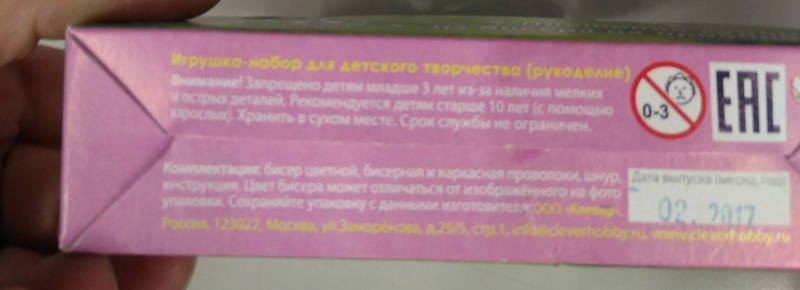 Игрушка-набор для детского творчества (рукоделие)
Внимание! Запрещено детям младше 3 лет из-за наличия мелких
и острых деталей. Рекомендуется детям старше 10 лет (с помощью
взрослых). Хранить в сухом месте. Срок службы не ограничен.
0-3
EAC
Комплектация: бисер цветной, бисерная и каркасная проволоки, шнур,
инструкция. Цвет бисера может отличаться от изображённого на фото
упаковки. Сохраняйте упаковку с данными изготовителя: ООО «Клевер»,
Россия, 123022, Москва, ул.Заморёнова, д.25/5, стр.1, info@cleverhobby.ru, www.cleverhobby.ru
Дата выпуска (месяц, год)
02. 2017